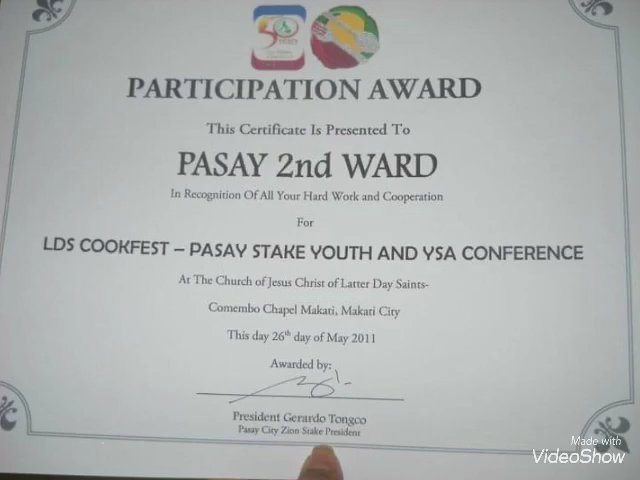 50
PARTICIPATION AWARD
This Certificate Is Presented To
PASAY 2nd WARD
In Recognition Of All Your Hard Work and Cooperation
For
LDS COOKFEST – PASAY STAKE YOUTH AND YSA CONFERENCE
At The Church of Jesus Christ of Latter Day Saints-
Comembo Chapel Makati, Makati City
This day 26th day of May 2011
Awarded by:
President Gerardo Tongco
Pasay City Zion Stake President
Made with
VideoShow